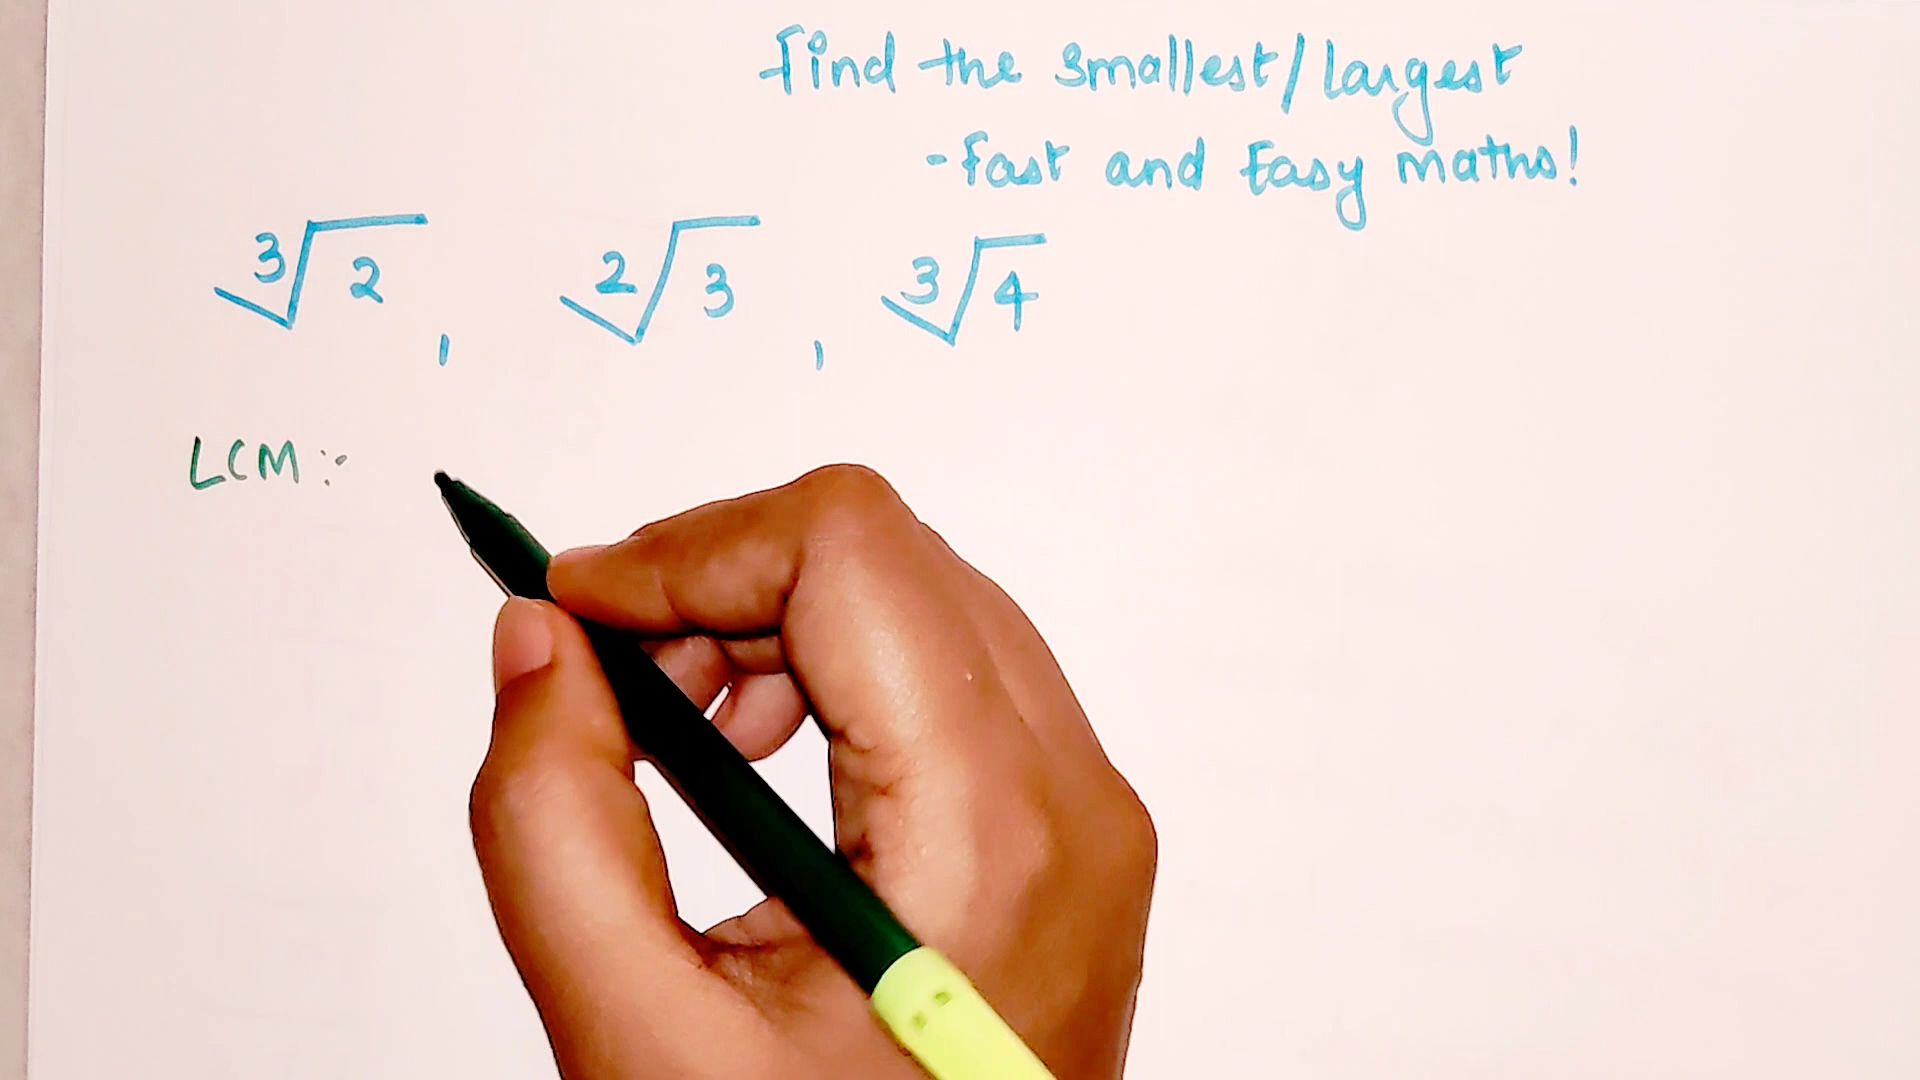 Find the smallest/largest
- Fast and Easy maths!
∛2 , ²√3 , ∛4
LCM :-